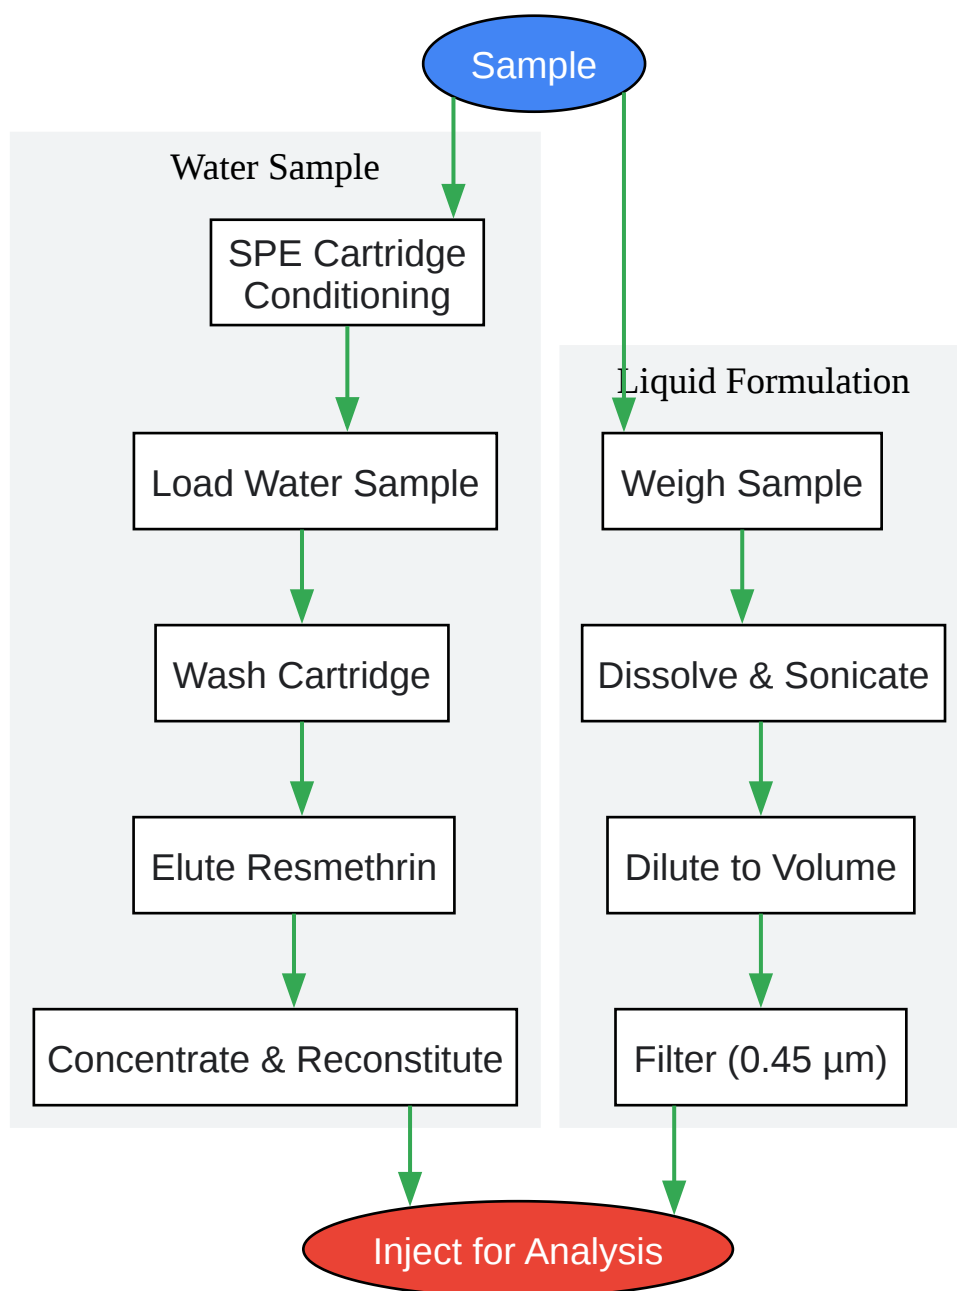 Sample
Water Sample
SPE Cartridge
Conditioning
Load Water Sample
Wash Cartridge
Elute Resmethrin
Concentrate & Reconstitute
Liquid Formulation
Weigh Sample
Dissolve & Sonicate
Dilute to Volume
Filter (0.45 µm)
Inject for Analysis